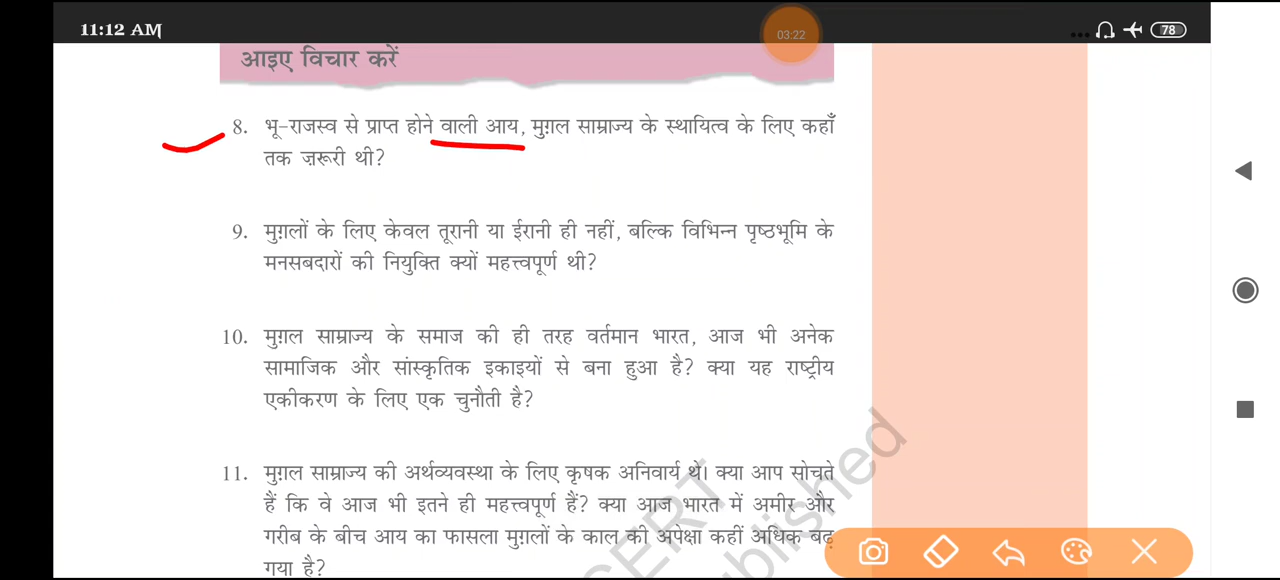 11:12 AM
03:22
78
आइए विचार करें
8. भू-राजस्व से प्राप्त होने वाली आय, मुग़ल साम्राज्य के स्थायित्व के लिए कहाँ
तक ज़रूरी थी?
9. मुग़लों के लिए केवल तूरानी या ईरानी ही नहीं, बल्कि विभिन्न पृष्ठभूमि के
मनसबदारों की नियुक्ति क्यों महत्त्वपूर्ण थी?
10. मुग़ल साम्राज्य के समाज की ही तरह वर्तमान भारत, आज भी अनेक
सामाजिक और सांस्कृतिक इकाइयों से बना हुआ है? क्या यह राष्ट्रीय
एकीकरण के लिए एक चुनौती है?
11. मुग़ल साम्राज्य की अर्थव्यवस्था के लिए कृषक अनिवार्य थे। क्या आप सोचते
हैं कि वे आज भी इतने ही महत्त्वपूर्ण हैं? क्या आज भारत में अमीर और
गरीब के बीच आय का फासला मुग़लों के काल की अपेक्षा कहीं अधिक बढ़
गया है?
CERT
published